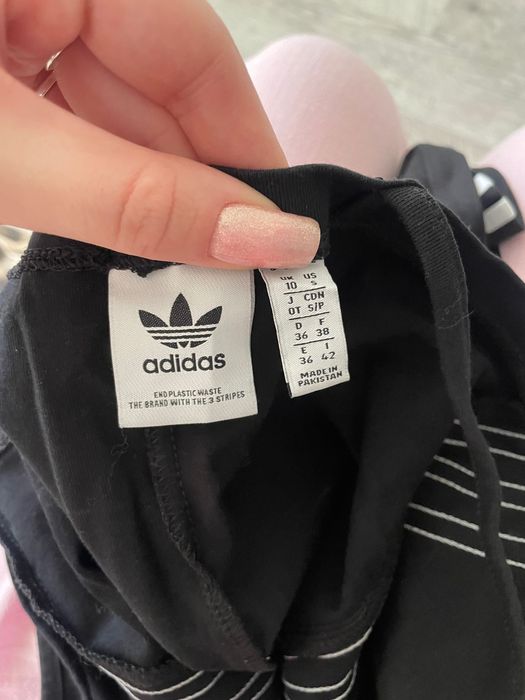 adidas
END PLASTIC WASTE
THE BRAND WITH THE 3 STRIPES
UK US
10 S
J CDN
OT S/P
D F
36 38
E I
36 42
MADE IN
PAKISTAN